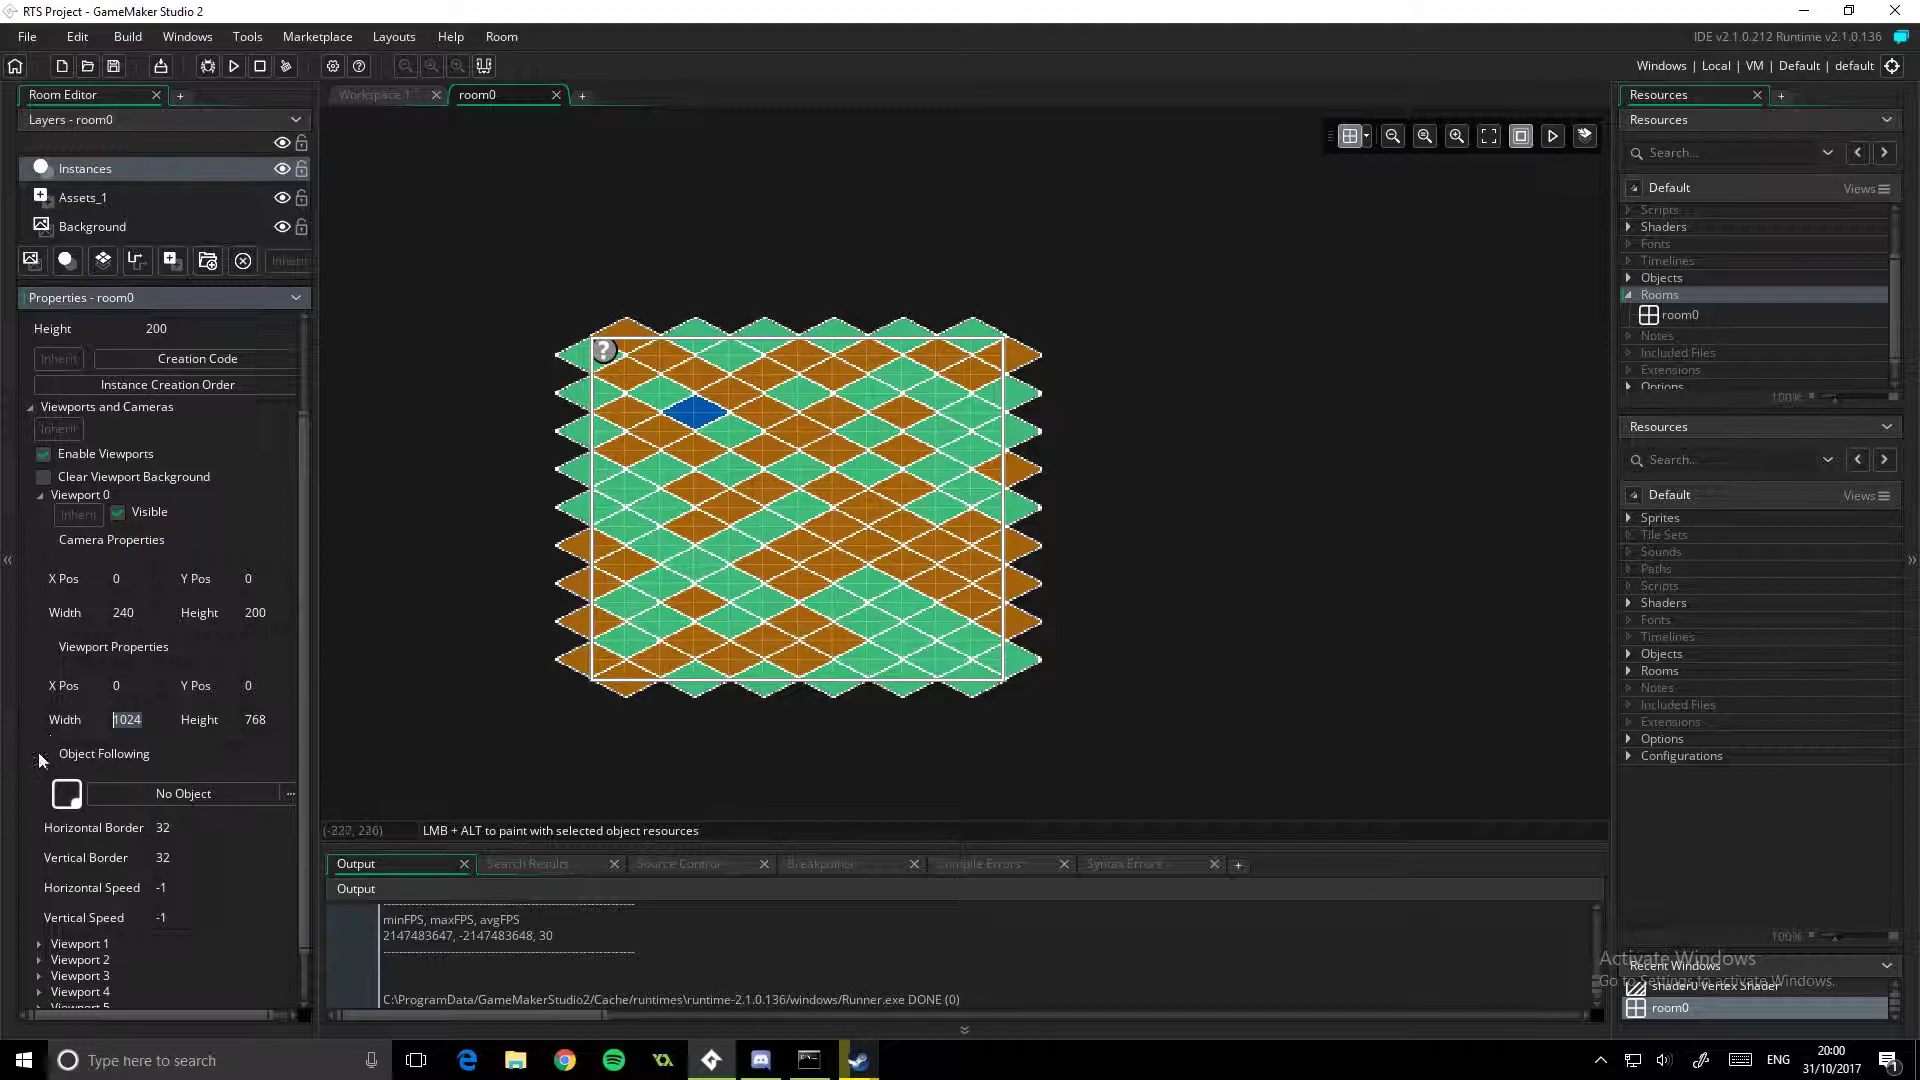 RTS Project - GameMaker Studio 2
File Edit Build Windows Tools Marketplace Layouts Help Room
IDE v2.1.0.212 Runtime v2.1.0.136
Windows | Local | VM | Default | default
Room Editor
Workspace 1
room0
Resources
Layers - room0
Resources
Search...
Instances
Default
Views
Assets_1
Scripts
Background
Shaders
Fonts
Timelines
Inherit
Objects
Properties - room0
Rooms
room0
Height 200
Notes
Included Files
Inherit
Creation Code
Extensions
Options
Instance Creation Order
100%
Viewports and Cameras
Resources
Inherit
Enable Viewports
Search...
Clear Viewport Background
Viewport 0
Default
Views
Inherit
Visible
Sprites
Tile Sets
Camera Properties
Sounds
Paths
X Pos 0 Y Pos 0
Scripts
Shaders
Width 240 Height 200
Fonts
Timelines
Viewport Properties
Objects
Rooms
X Pos 0 Y Pos 0
Notes
Included Files
Width 1024 Height 768
Extensions
Options
Object Following
Configurations
No Object
...
Horizontal Border 32
(-227, 226)
LMB + ALT to paint with selected object resources
Vertical Border 32
Output
Search Results
Source Control
Breakpoints
Compile Errors
Syntax Errors
Horizontal Speed -1
Output
Vertical Speed -1
minFPS, maxFPS, avgFPS
2147483647, -2147483648, 30
100%
Viewport 1
Viewport 2
Viewport 3
Viewport 4
Viewport 5
C:\ProgramData/GameMakerStudio2/Cache/runtimes\runtime-2.1.0.136/windows/Runner.exe DONE (0)
Activate Windows
Go to Settings to activate Windows.
Recent Windows
shader0 Vertex Shader
room0
Type here to search
ENG
20:00
31/10/2017